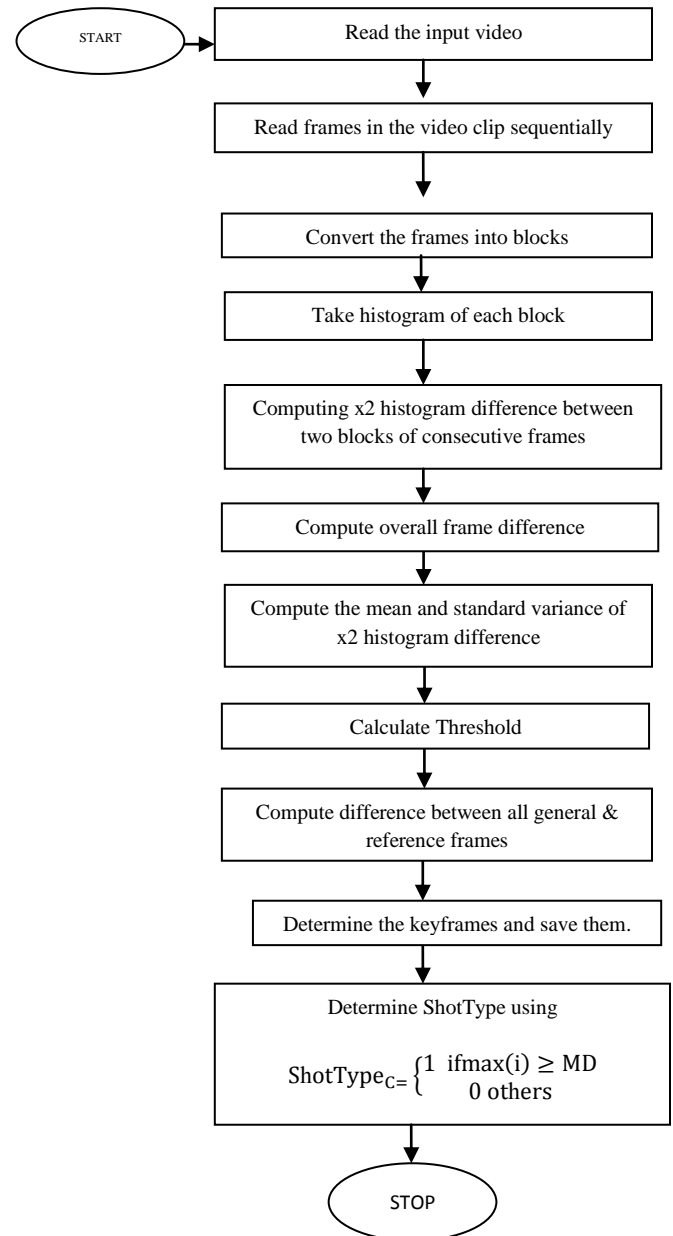 START
Read the input video
Read frames in the video clip sequentially
Convert the frames into blocks
Take histogram of each block
Computing x2 histogram difference between
two blocks of consecutive frames
Compute overall frame difference
Compute the mean and standard variance of
x2 histogram difference
Calculate Threshold
Compute difference between all general &
reference frames
Determine the keyframes and save them.
Determine ShotType using
ShotType_C= {1 ifmax(i) ≥ MD
0 others
STOP